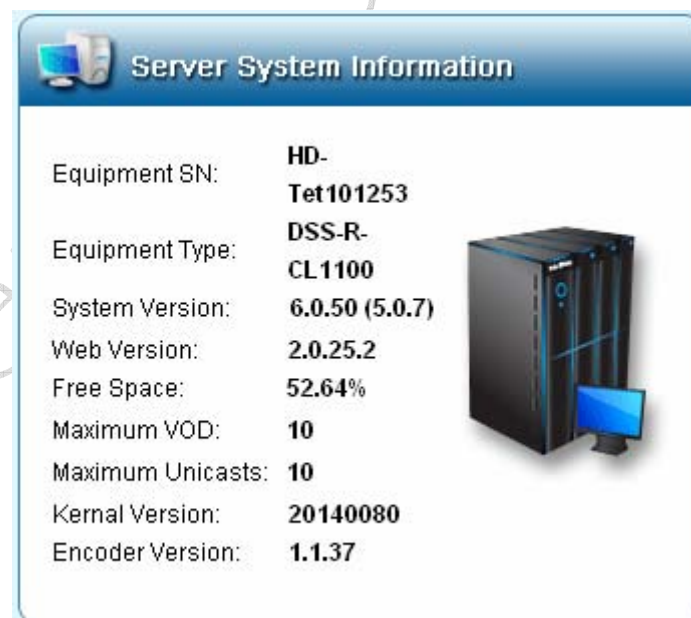 Server System Information
Equipment SN: HD-
Tet101253
Equipment Type: DSS-R-
CL1100
System Version: 6.0.50 (5.0.7)
Web Version: 2.0.25.2
Free Space: 52.64%
Maximum VOD: 10
Maximum Unicasts: 10
Kernal Version: 20140080
Encoder Version: 1.1.37